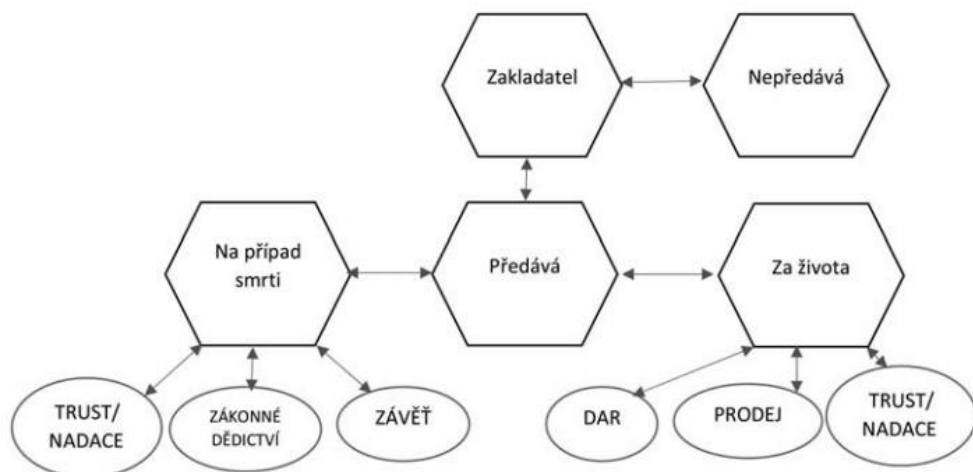 Zakladatel
Nepředává
Na případ
smrti
Předává
Za života
TRUST/
NADACE
ZÁKONNÉ
DĚDICTVÍ
ZÁVĚŤ
DAR
PRODEJ
TRUST/
NADACE